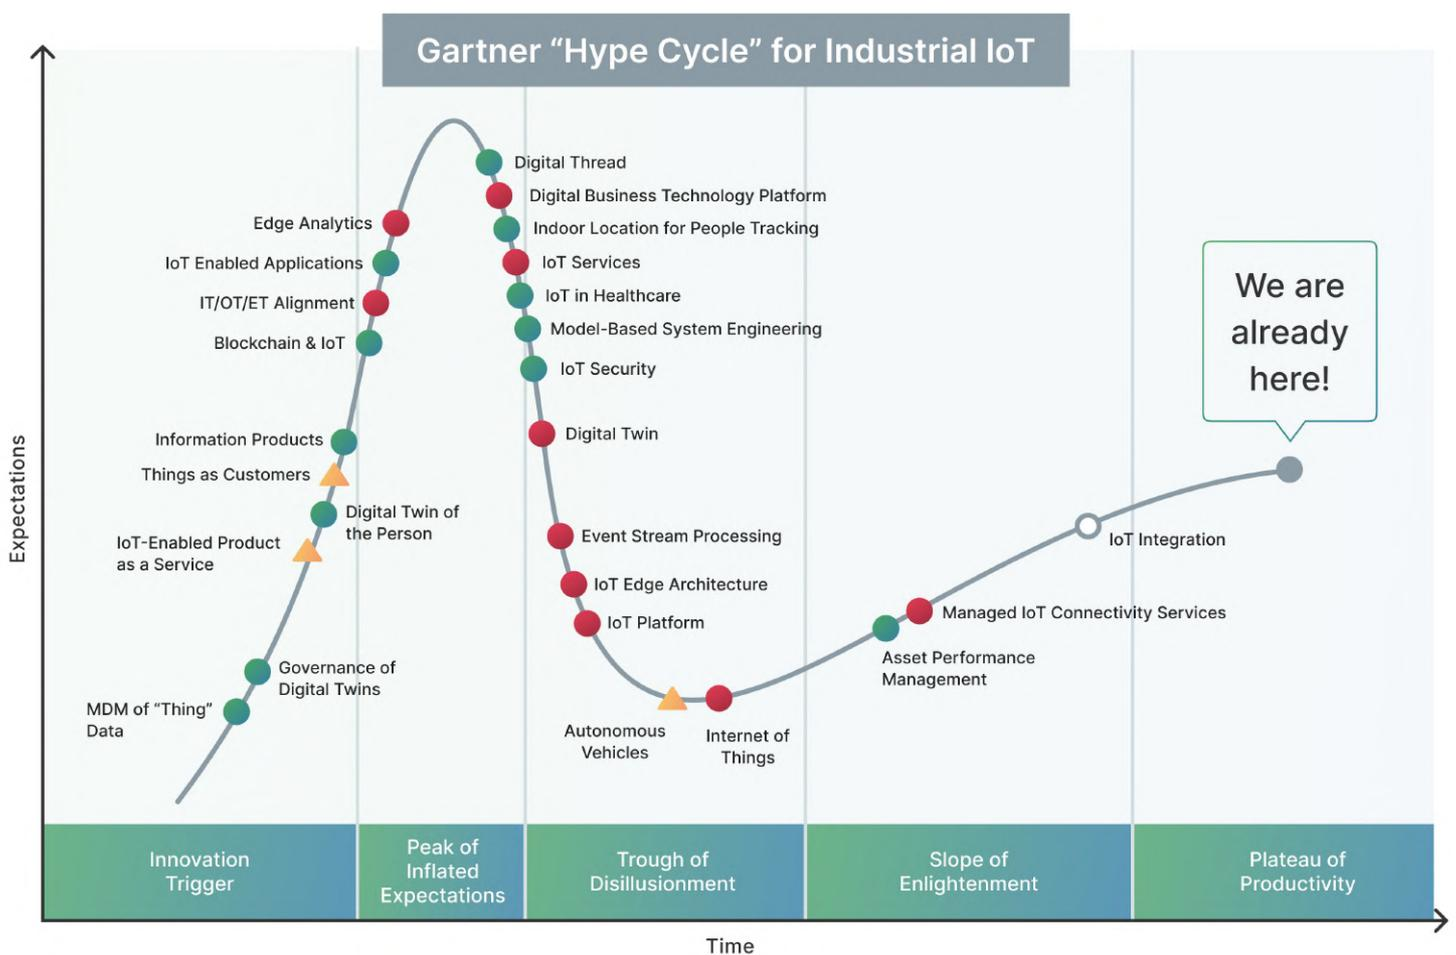 Gartner “Hype Cycle” for Industrial IoT
Expectations
Edge Analytics
IoT Enabled Applications
IT/OT/ET Alignment
Blockchain & IoT
Information Products
Things as Customers
Digital Twin of
the Person
IoT-Enabled Product
as a Service
Governance of
Digital Twins
MDM of “Thing”
Data
Digital Thread
Digital Business Technology Platform
Indoor Location for People Tracking
IoT Services
IoT in Healthcare
Model-Based System Engineering
IoT Security
Digital Twin
Event Stream Processing
IoT Edge Architecture
IoT Platform
Autonomous
Vehicles
Internet of
Things
Asset Performance
Management
Managed IoT Connectivity Services
IoT Integration
We are
already
here!
Innovation
Trigger
Peak of
Inflated
Expectations
Trough of
Disillusionment
Slope of
Enlightenment
Plateau of
Productivity
Time